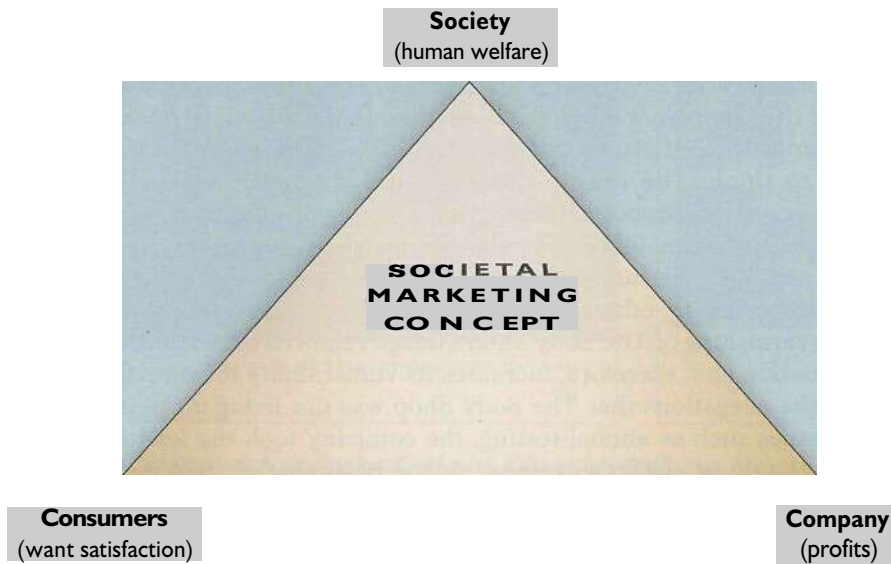 Society
(human welfare)
SOCIETAL
MARKETING
CONCEPT
Consumers
(want satisfaction)
Company
(profits)